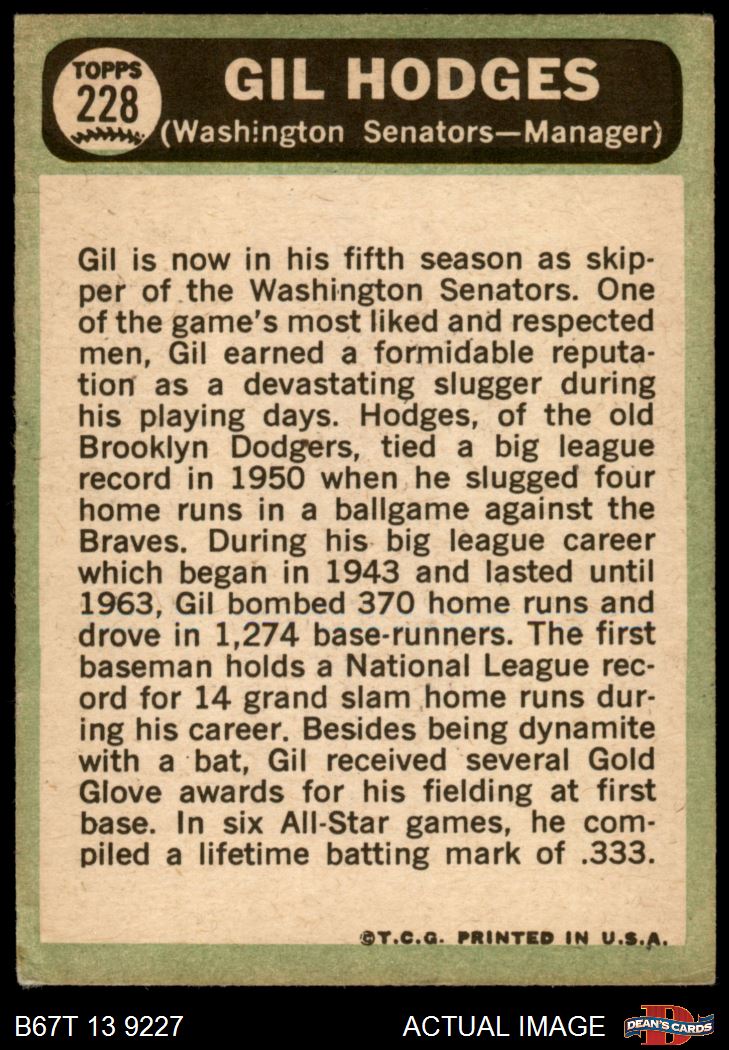 TOPPS
228
GIL HODGES
(Washington Senators—Manager)
Gil is now in his fifth season as skip-
per of the Washington Senators. One
of the game's most liked and respected
men, Gil earned a formidable reputa-
tion as a devastating slugger during
his playing days. Hodges, of the old
Brooklyn Dodgers, tied a big league
record in 1950 when he slugged four
home runs in a ballgame against the
Braves. During his big league career
which began in 1943 and lasted until
1963, Gil bombed 370 home runs and
drove in 1,274 base-runners. The first
baseman holds a National League rec-
ord for 14 grand slam home runs dur-
ing his career. Besides being dynamite
with a bat, Gil received several Gold
Glove awards for his fielding at first
base. In six All-Star games, he com-
piled a lifetime batting mark of .333.
©T.C.G. PRINTED IN U.S.A.
B67T 13 9227
ACTUAL IMAGE
D
DEAN'S CARDS